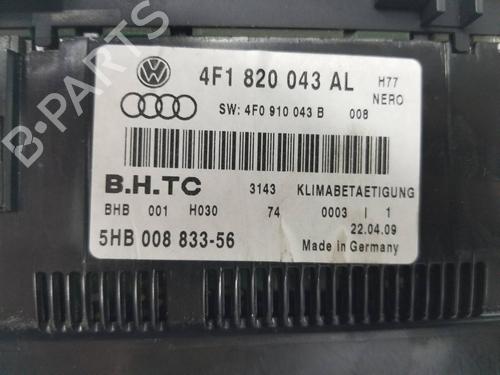 4F1 820 043 AL H77
NERO
SW: 4F0 910 043 B 008
B.H.TC 3143 KLIMABETAETIGUNG
BHB 001 H030 74 0003 I 1
22.04.09
5HB 008 833-56 Made in Germany
B-PARTS